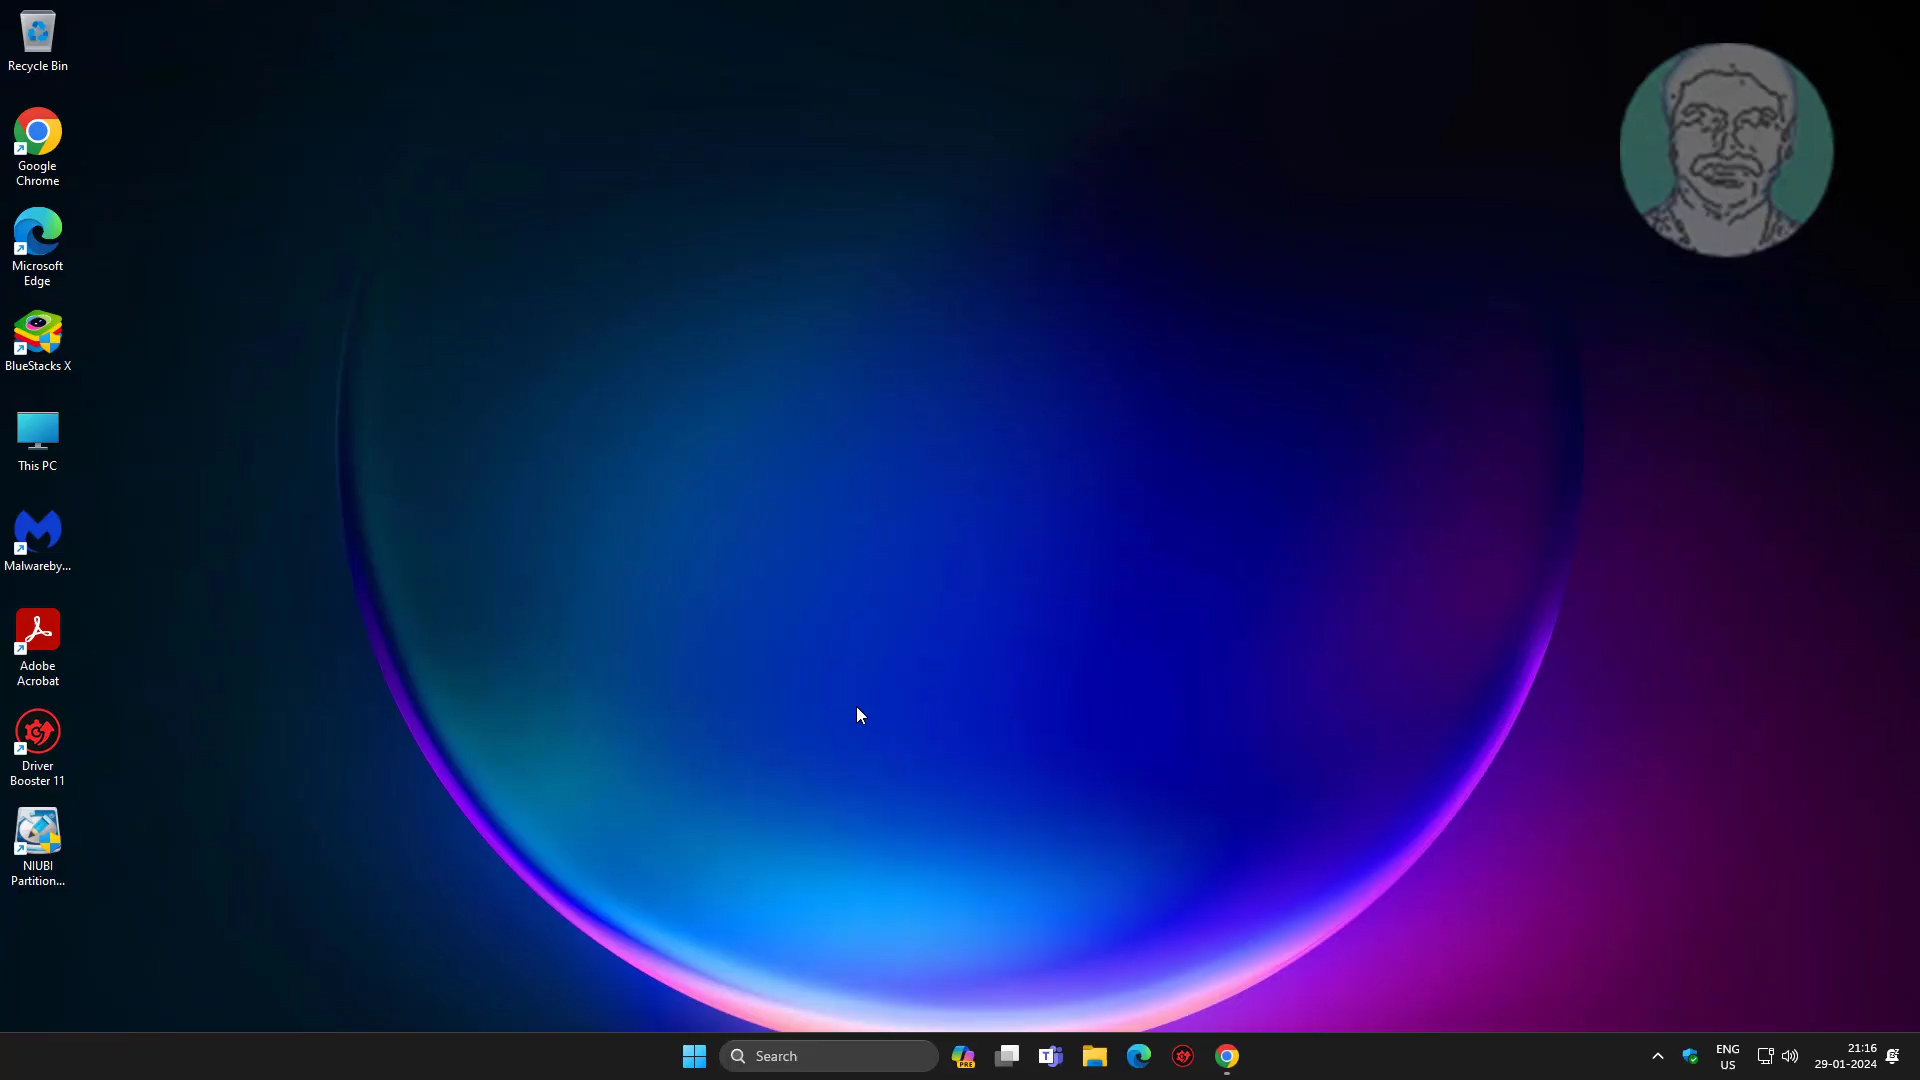 Recycle Bin
Google
Chrome
Microsoft
Edge
BlueStacks X
This PC
Malwareby...
Adobe
Acrobat
Driver
Booster 11
NIUBI
Partition...
Search
PRE
T
ENG
US
21:16
29-01-2024